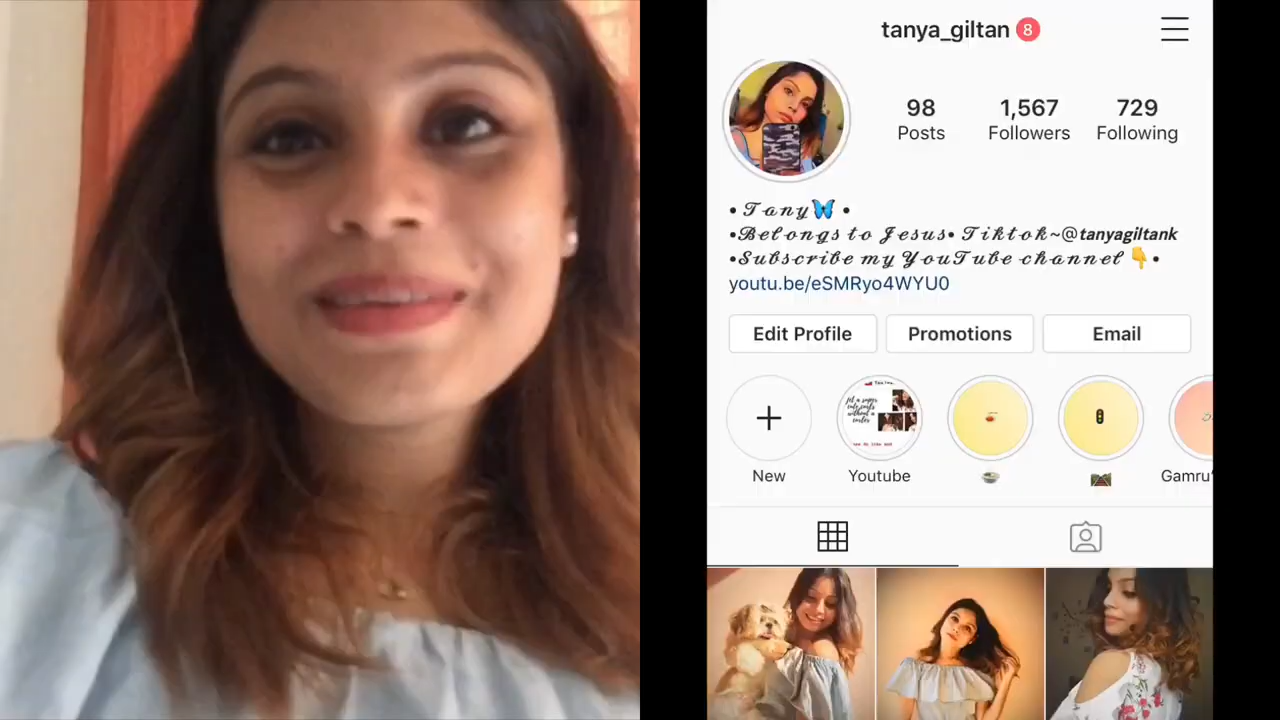 tanya_giltan 8
98 1,567 729
Posts Followers Following
• 𝒯𝒶𝓃𝓎🦋 •
•𝐵𝑒𝓁𝑜𝓃𝑔𝓈 𝓉𝑜 𝒥𝑒𝓈𝓊𝓈• 𝒯𝒾𝓀𝓉𝑜𝓀~@𝙩𝙖𝙣𝙮𝙖𝙜𝙞𝙡𝙩𝙖𝙣𝙠
•𝒮𝓊𝒷𝓈𝒸𝓇𝒾𝒷𝑒 𝓂𝓎 𝒴𝑜𝓊𝒯𝓊𝒷𝑒 𝒸𝒽𝒶𝓃𝓃𝑒𝓁 👇•
youtu.be/eSMRyo4WYU0
Edit Profile Promotions Email
New Youtube Gamru